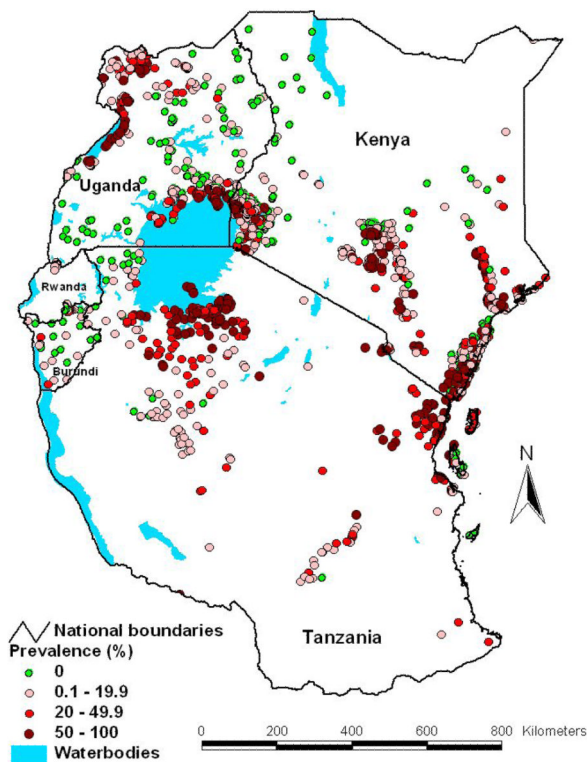 Kenya
Uganda
Rwanda
Burundi
N
Tanzania
National boundaries
Prevalence (%)
0
0.1 - 19.9
20 - 49.9
50 - 100
Waterbodies
0 200 400 600 800 Kilometers